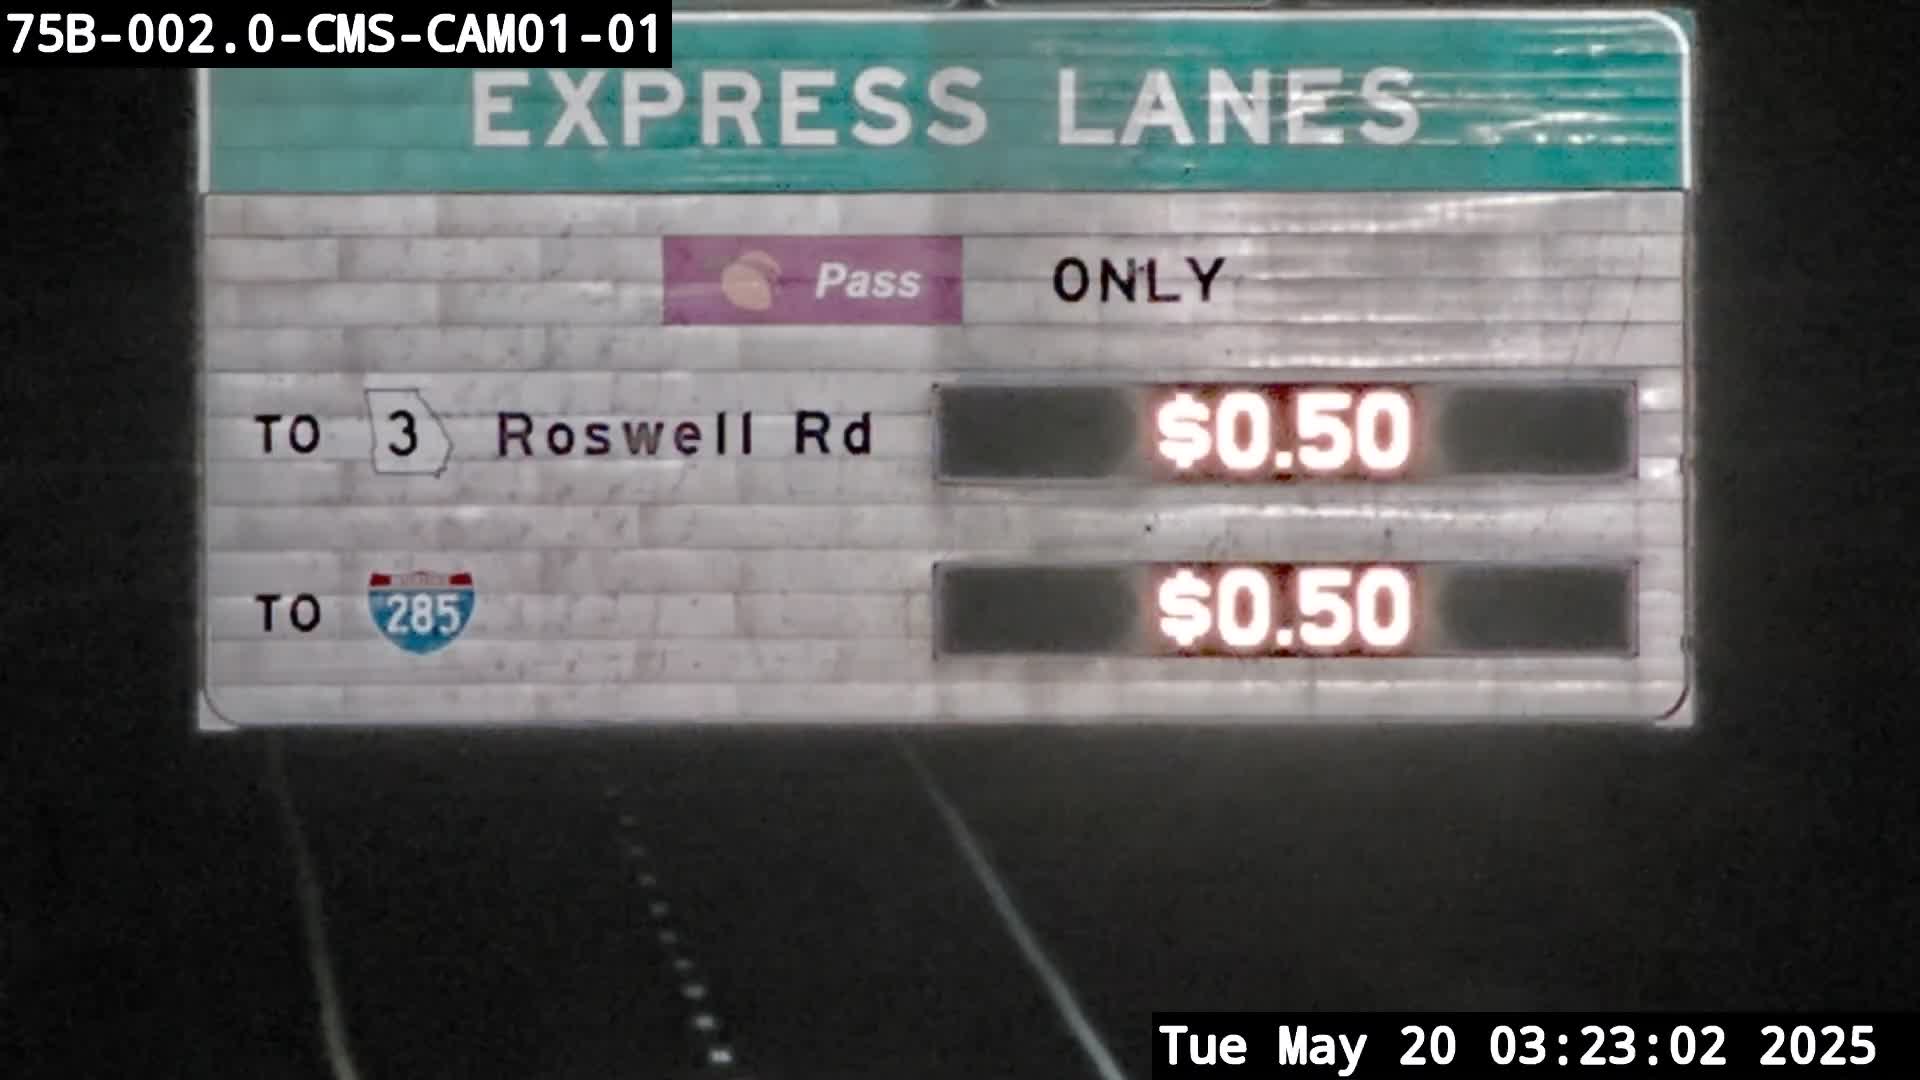 75B-002.0-CMS-CAM01-01
EXPRESS LANES
Pass ONLY
TO 3 Roswell Rd $0.50
TO 285 $0.50
Tue May 20 03:23:02 2025